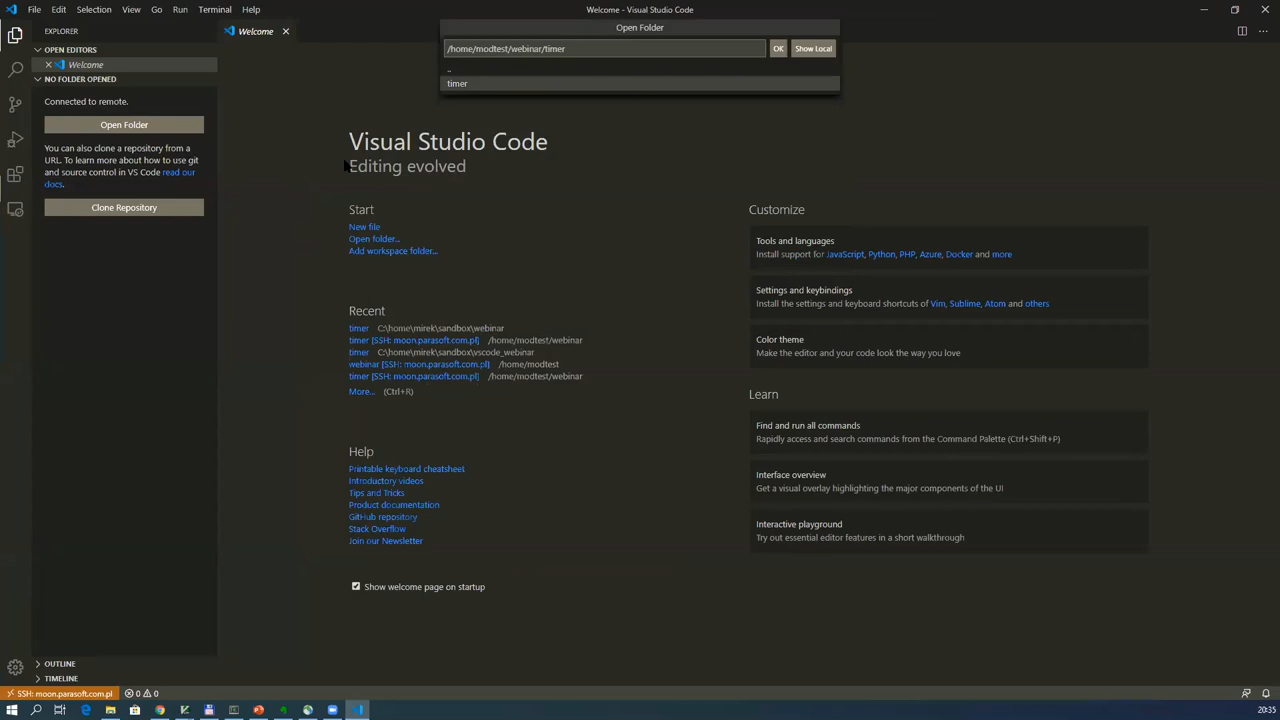 File Edit Selection View Go Run Terminal Help
Welcome - Visual Studio Code
EXPLORER
OPEN EDITORS
Welcome
NO FOLDER OPENED
Connected to remote.
Open Folder
You can also clone a repository from a
URL. To learn more about how to use git
and source control in VS Code read our
docs.
Clone Repository
OUTLINE
TIMELINE
Welcome
Open Folder
/home/modtest/webinar/timer
OK
Show Local
..
timer
Visual Studio Code
Editing evolved
Start
New file
Open folder...
Add workspace folder...
Recent
timer C:\home\mirek\sandbox\webinar
timer [SSH: moon.parasoft.com.pl] /home/modtest/webinar
timer C:\home\mirek\sandbox\vscode_webinar
webinar [SSH: moon.parasoft.com.pl] /home/modtest
timer [SSH: moon.parasoft.com.pl] /home/modtest/webinar
More... (Ctrl+R)
Help
Printable keyboard cheatsheet
Introductory videos
Tips and Tricks
Product documentation
GitHub repository
Stack Overflow
Join our Newsletter
Show welcome page on startup
Customize
Tools and languages
Install support for JavaScript, Python, PHP, Azure, Docker and more
Settings and keybindings
Install the settings and keyboard shortcuts of Vim, Sublime, Atom and others
Color theme
Make the editor and your code look the way you love
Learn
Find and run all commands
Rapidly access and search commands from the Command Palette (Ctrl+Shift+P)
Interface overview
Get a visual overlay highlighting the major components of the UI
Interactive playground
Try out essential editor features in a short walkthrough
SSH: moon.parasoft.com.pl 0 0
20:35